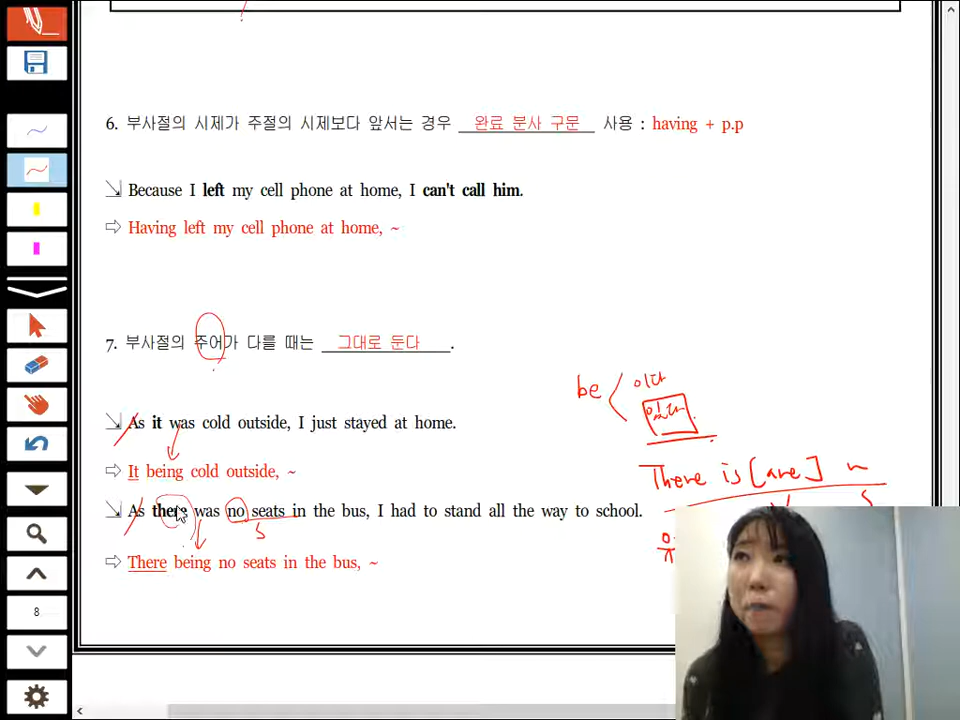 6. 부사절의 시제가 주절의 시제보다 앞서는 경우 완료 분사 구문 사용 : having + p.p
Because I left my cell phone at home, I can't call him.
⇨ Having left my cell phone at home, ~
7. 부사절의 주어가 다를 때는 그대로 둔다 .
be 이다
있다
As it was cold outside, I just stayed at home.
⇨ It being cold outside, ~
There is [are] n
S
As there was no seats in the bus, I had to stand all the way to school.
S
⇨ There being no seats in the bus, ~
8